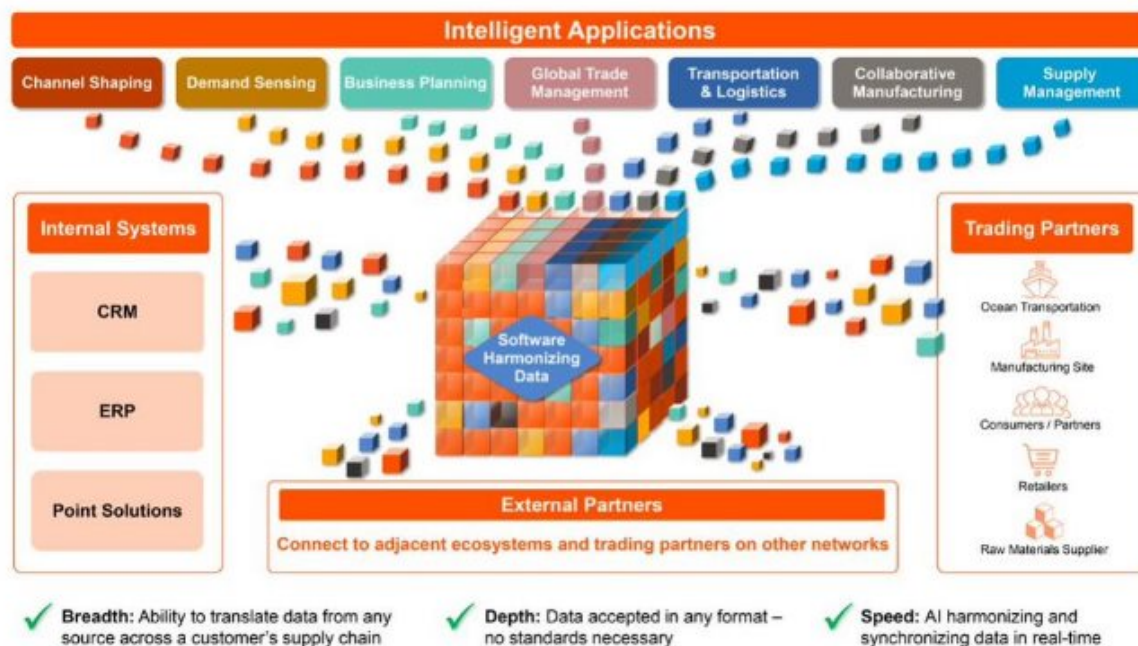 Intelligent Applications
Channel Shaping
Demand Sensing
Business Planning
Global Trade
Management
Transportation
& Logistics
Collaborative
Manufacturing
Supply
Management
Internal Systems
CRM
ERP
Point Solutions
Software
Harmonizing
Data
Trading Partners
Ocean Transportation
Manufacturing Site
Consumers / Partners
Retailers
Raw Materials Supplier
External Partners
Connect to adjacent ecosystems and trading partners on other networks
Breadth: Ability to translate data from any
source across a customer's supply chain
Depth: Data accepted in any format –
no standards necessary
Speed: AI harmonizing and
synchronizing data in real-time